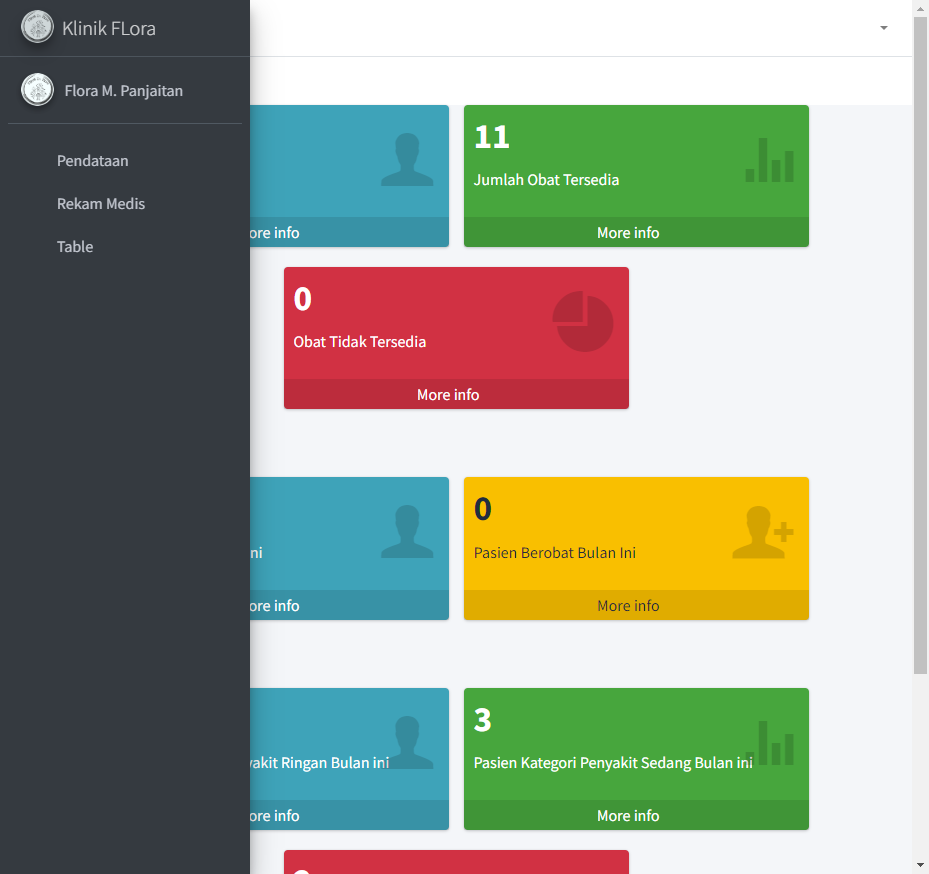 Klinik FLora
Flora M. Panjaitan
Pendataan
Rekam Medis
Table
11
Jumlah Obat Tersedia
ore info
More info
0
Obat Tidak Tersedia
More info
ni
ore info
0
Pasien Berobat Bulan Ini
More info
yakit Ringan Bulan ini
ore info
3
Pasien Kategori Penyakit Sedang Bulan ini
More info